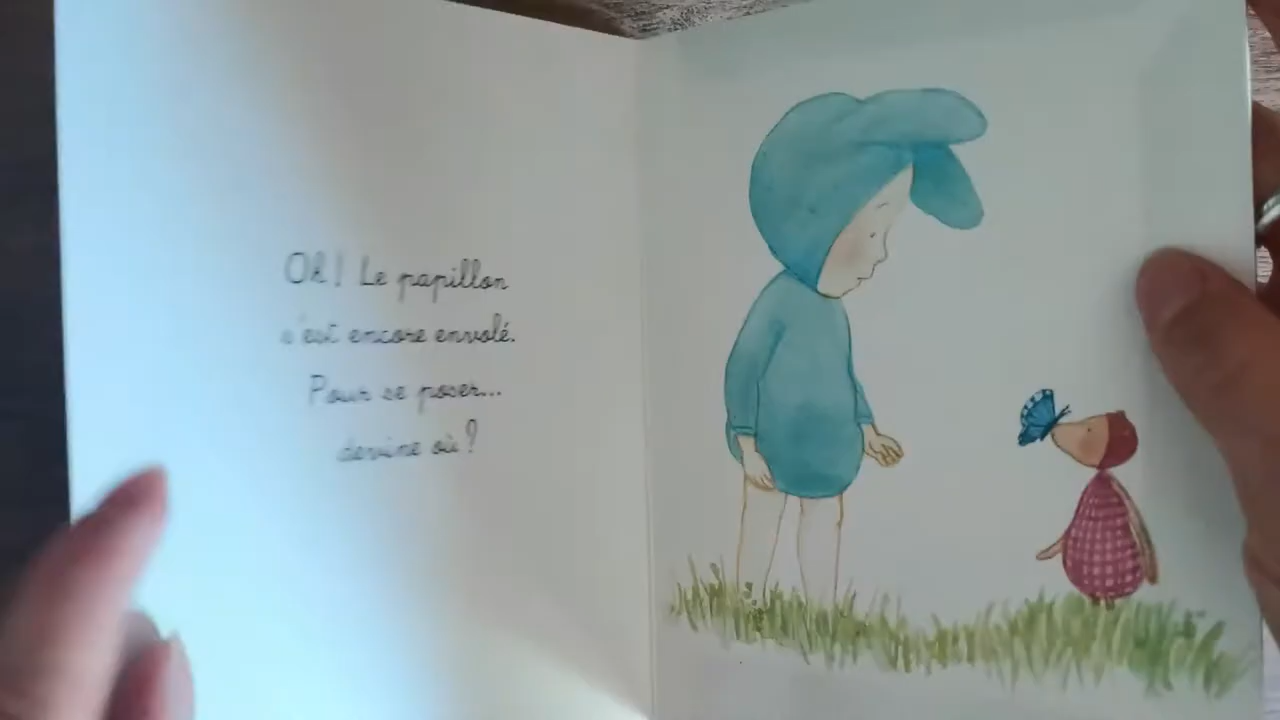 Oh! Le papillon
s'est encore envolé.
Pour se poser...
devine où?